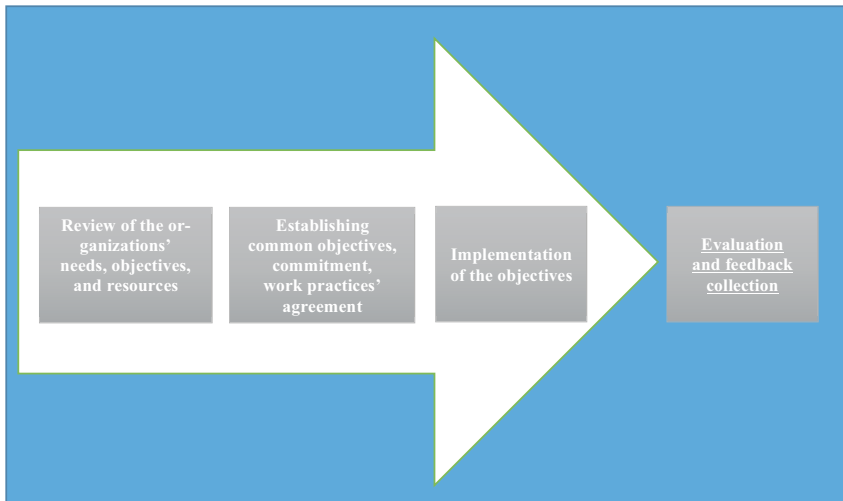 Review of the or-
ganizations’
needs, objectives,
and resources
Establishing
common objectives,
commitment,
work practices’
agreement
Implementation
of the objectives
Evaluation
and feedback
collection